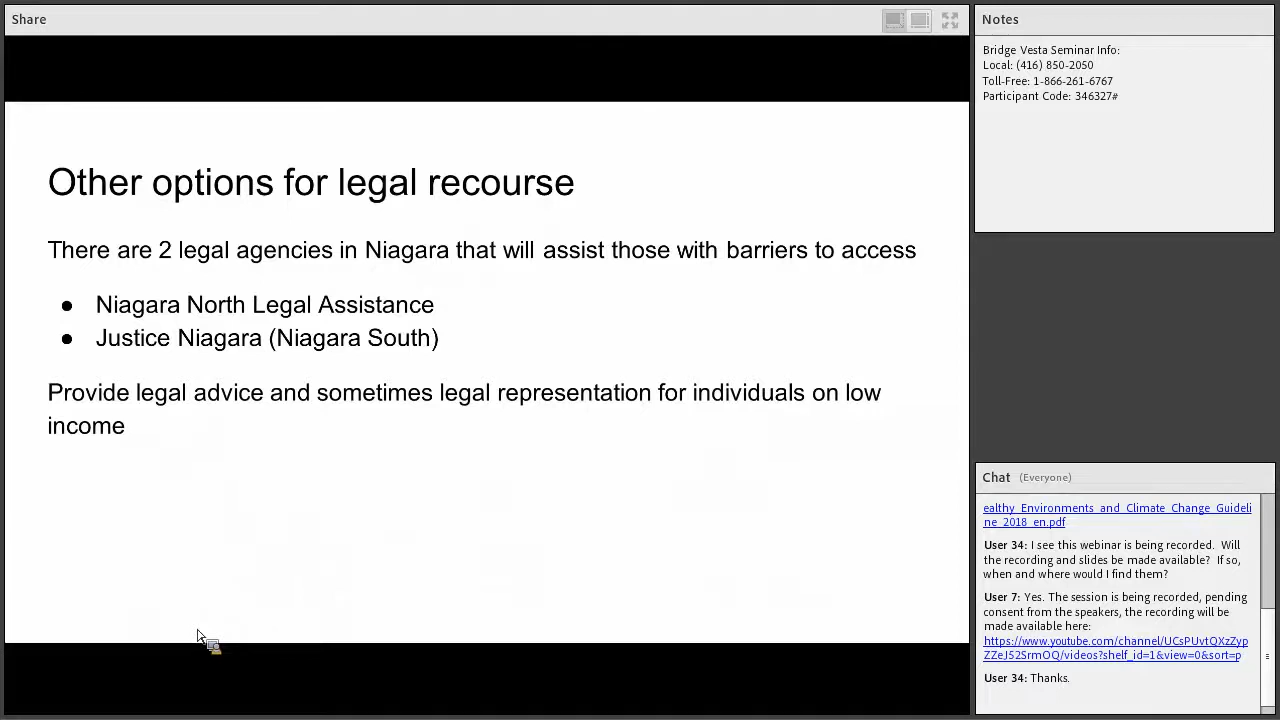 Share
Other options for legal recourse
There are 2 legal agencies in Niagara that will assist those with barriers to access
● Niagara North Legal Assistance
● Justice Niagara (Niagara South)
Provide legal advice and sometimes legal representation for individuals on low
income
Notes
Bridge Vesta Seminar Info:
Local: (416) 850-2050
Toll-Free: 1-866-261-6767
Participant Code: 346327#
Chat (Everyone)
ealthy_Environments_and_Climate_Change_Guideli
ne_2018_en.pdf
User 34: I see this webinar is being recorded. Will
the recording and slides be made available? If so,
when and where would I find them?
User 7: Yes. The session is being recorded, pending
consent from the speakers, the recording will be
made available here:
https://www.youtube.com/channel/UCsPUvtQXzZyp
ZZeJ52SrmOQ/videos?shelf_id=1&view=0&sort=p
User 34: Thanks.